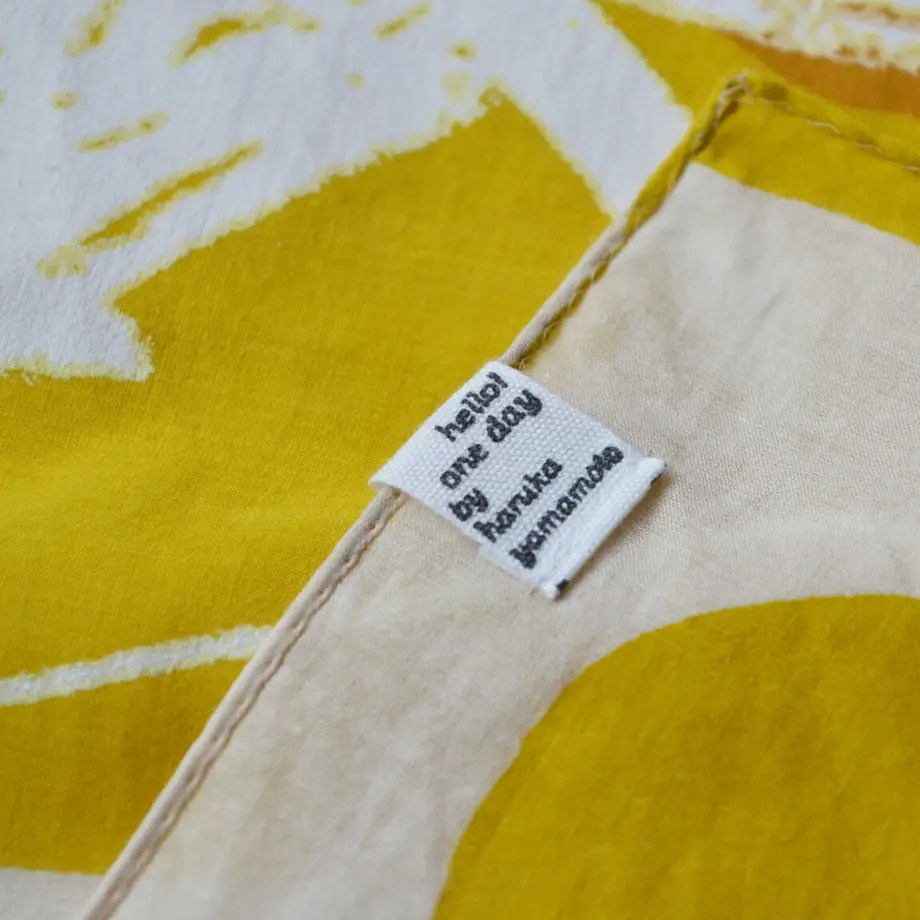 hello!
one day
by
haruka
yamamoto